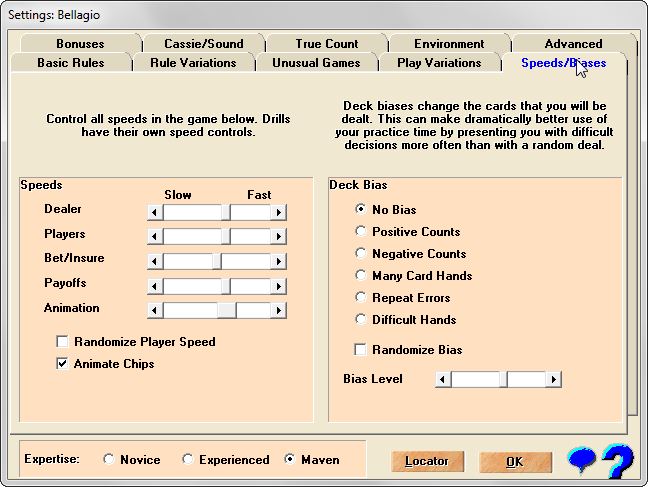 Settings: Bellagio
Bonuses Cassie/Sound True Count Environment Advanced
Basic Rules Rule Variations Unusual Games Play Variations Speeds/Biases
Control all speeds in the game below. Drills
have their own speed controls.
Deck biases change the cards that you will be
dealt. This can make dramatically better use of
your practice time by presenting you with difficult
decisions more often than with a random deal.
Speeds
Slow Fast
Dealer
Players
Bet/Insure
Payoffs
Animation
Randomize Player Speed
Animate Chips
Deck Bias
No Bias
Positive Counts
Negative Counts
Many Card Hands
Repeat Errors
Difficult Hands
Randomize Bias
Bias Level
Expertise: Novice Experienced Maven
Locator OK
?